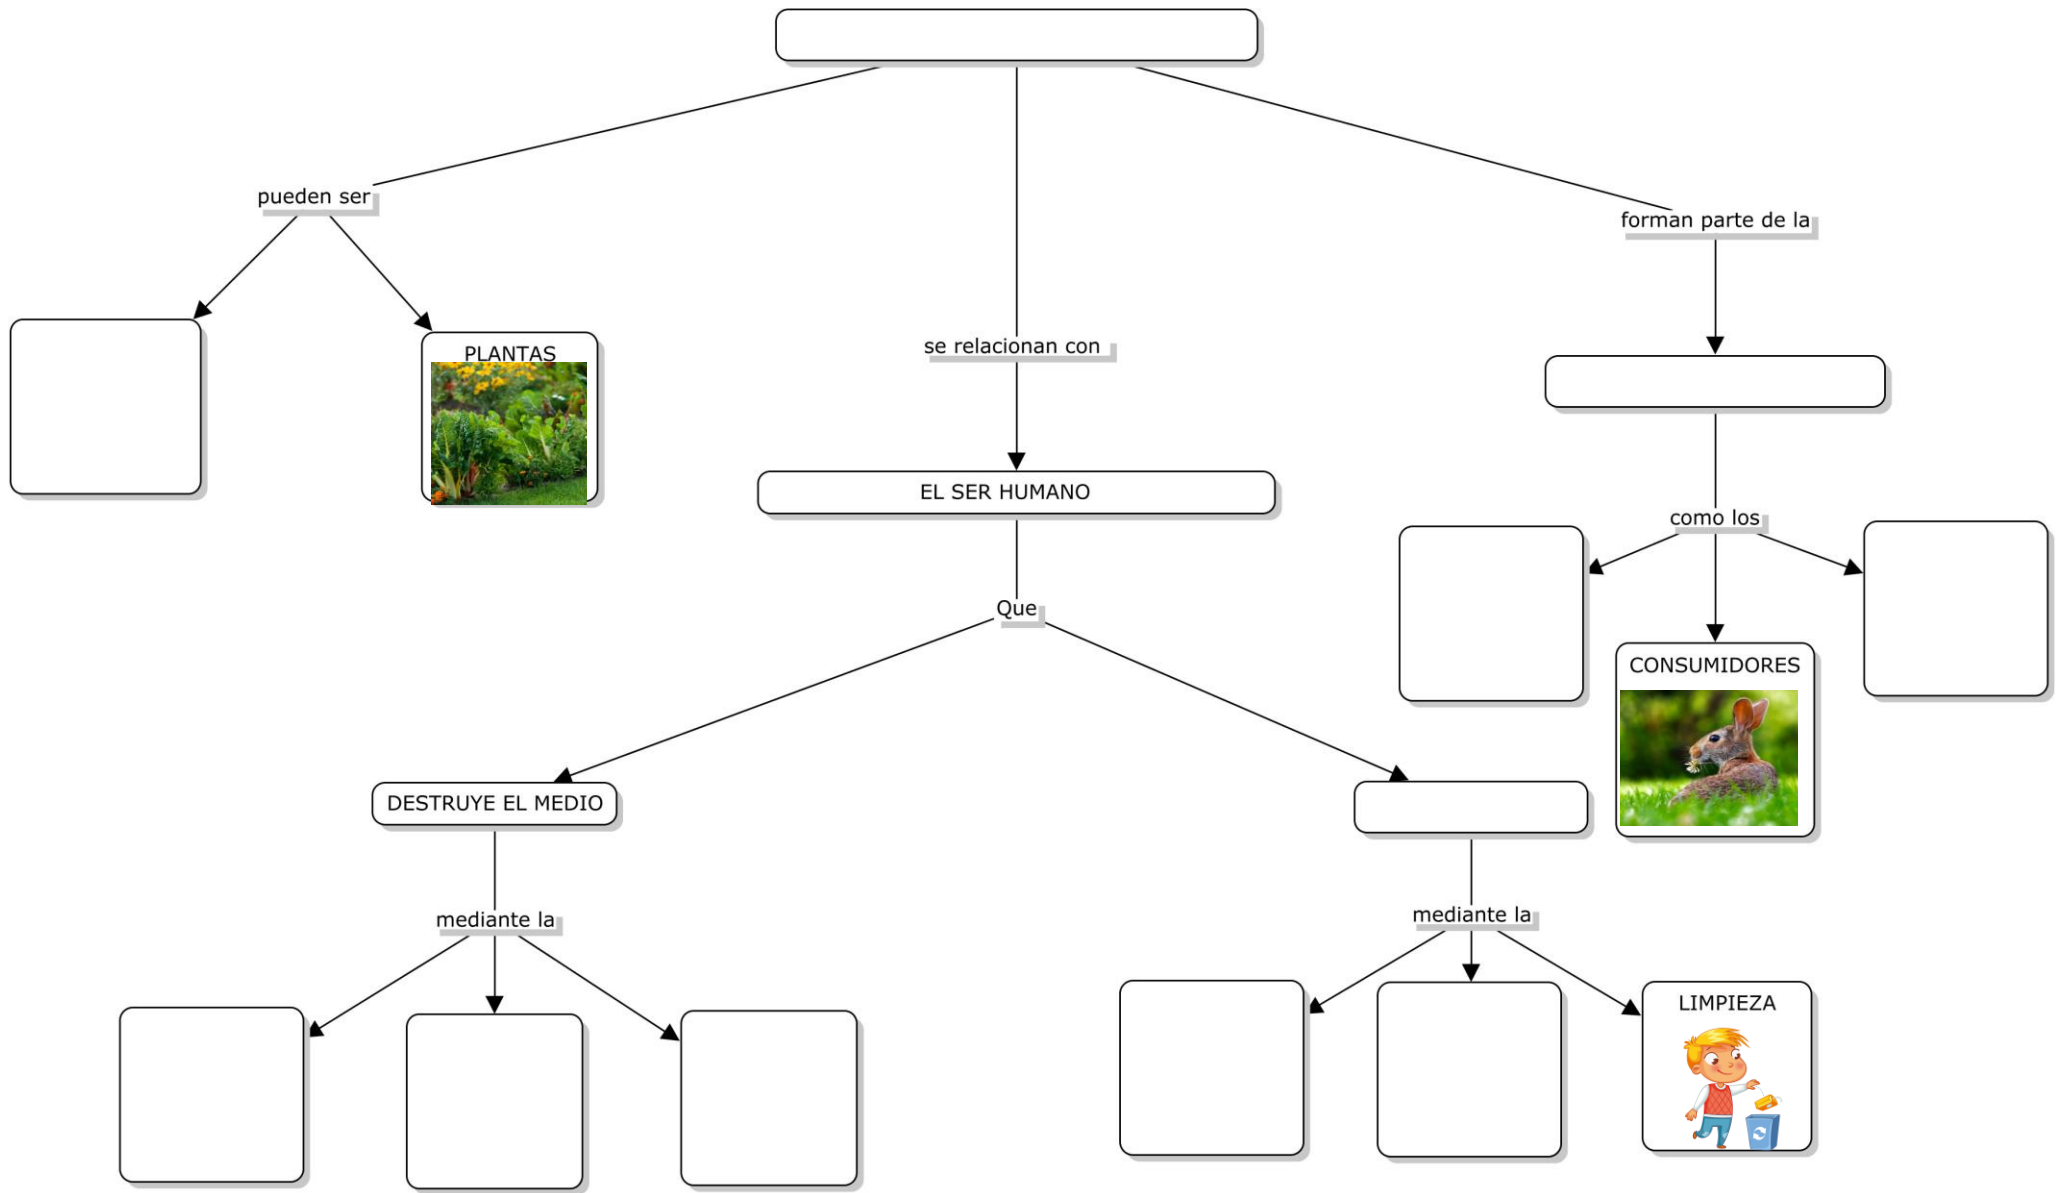 pueden ser
forman parte de la
PLANTAS
se relacionan con
EL SER HUMANO
como los
Que
CONSUMIDORES
DESTRUYE EL MEDIO
mediante la
mediante la
LIMPIEZA